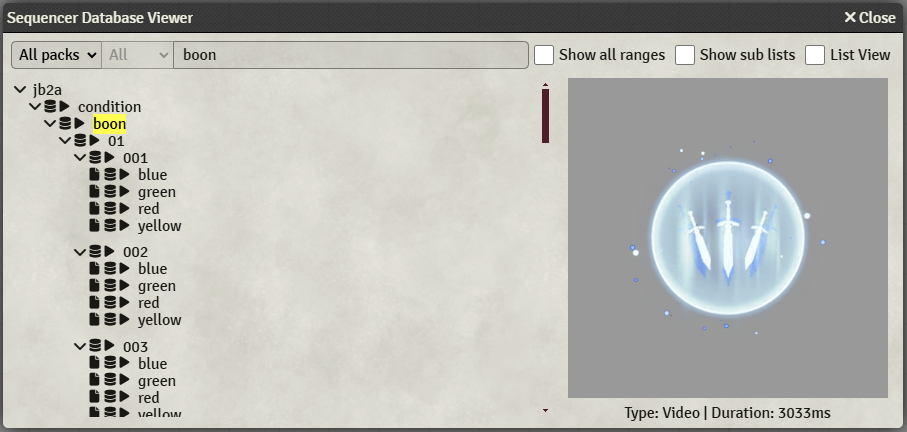 Sequencer Database Viewer
Close
All packs
All
boon
Show all ranges
Show sub lists
List View
jb2a
condition
boon
01
001
blue
green
red
yellow
002
blue
green
red
yellow
003
blue
green
red
yellow
Type: Video | Duration: 3033ms